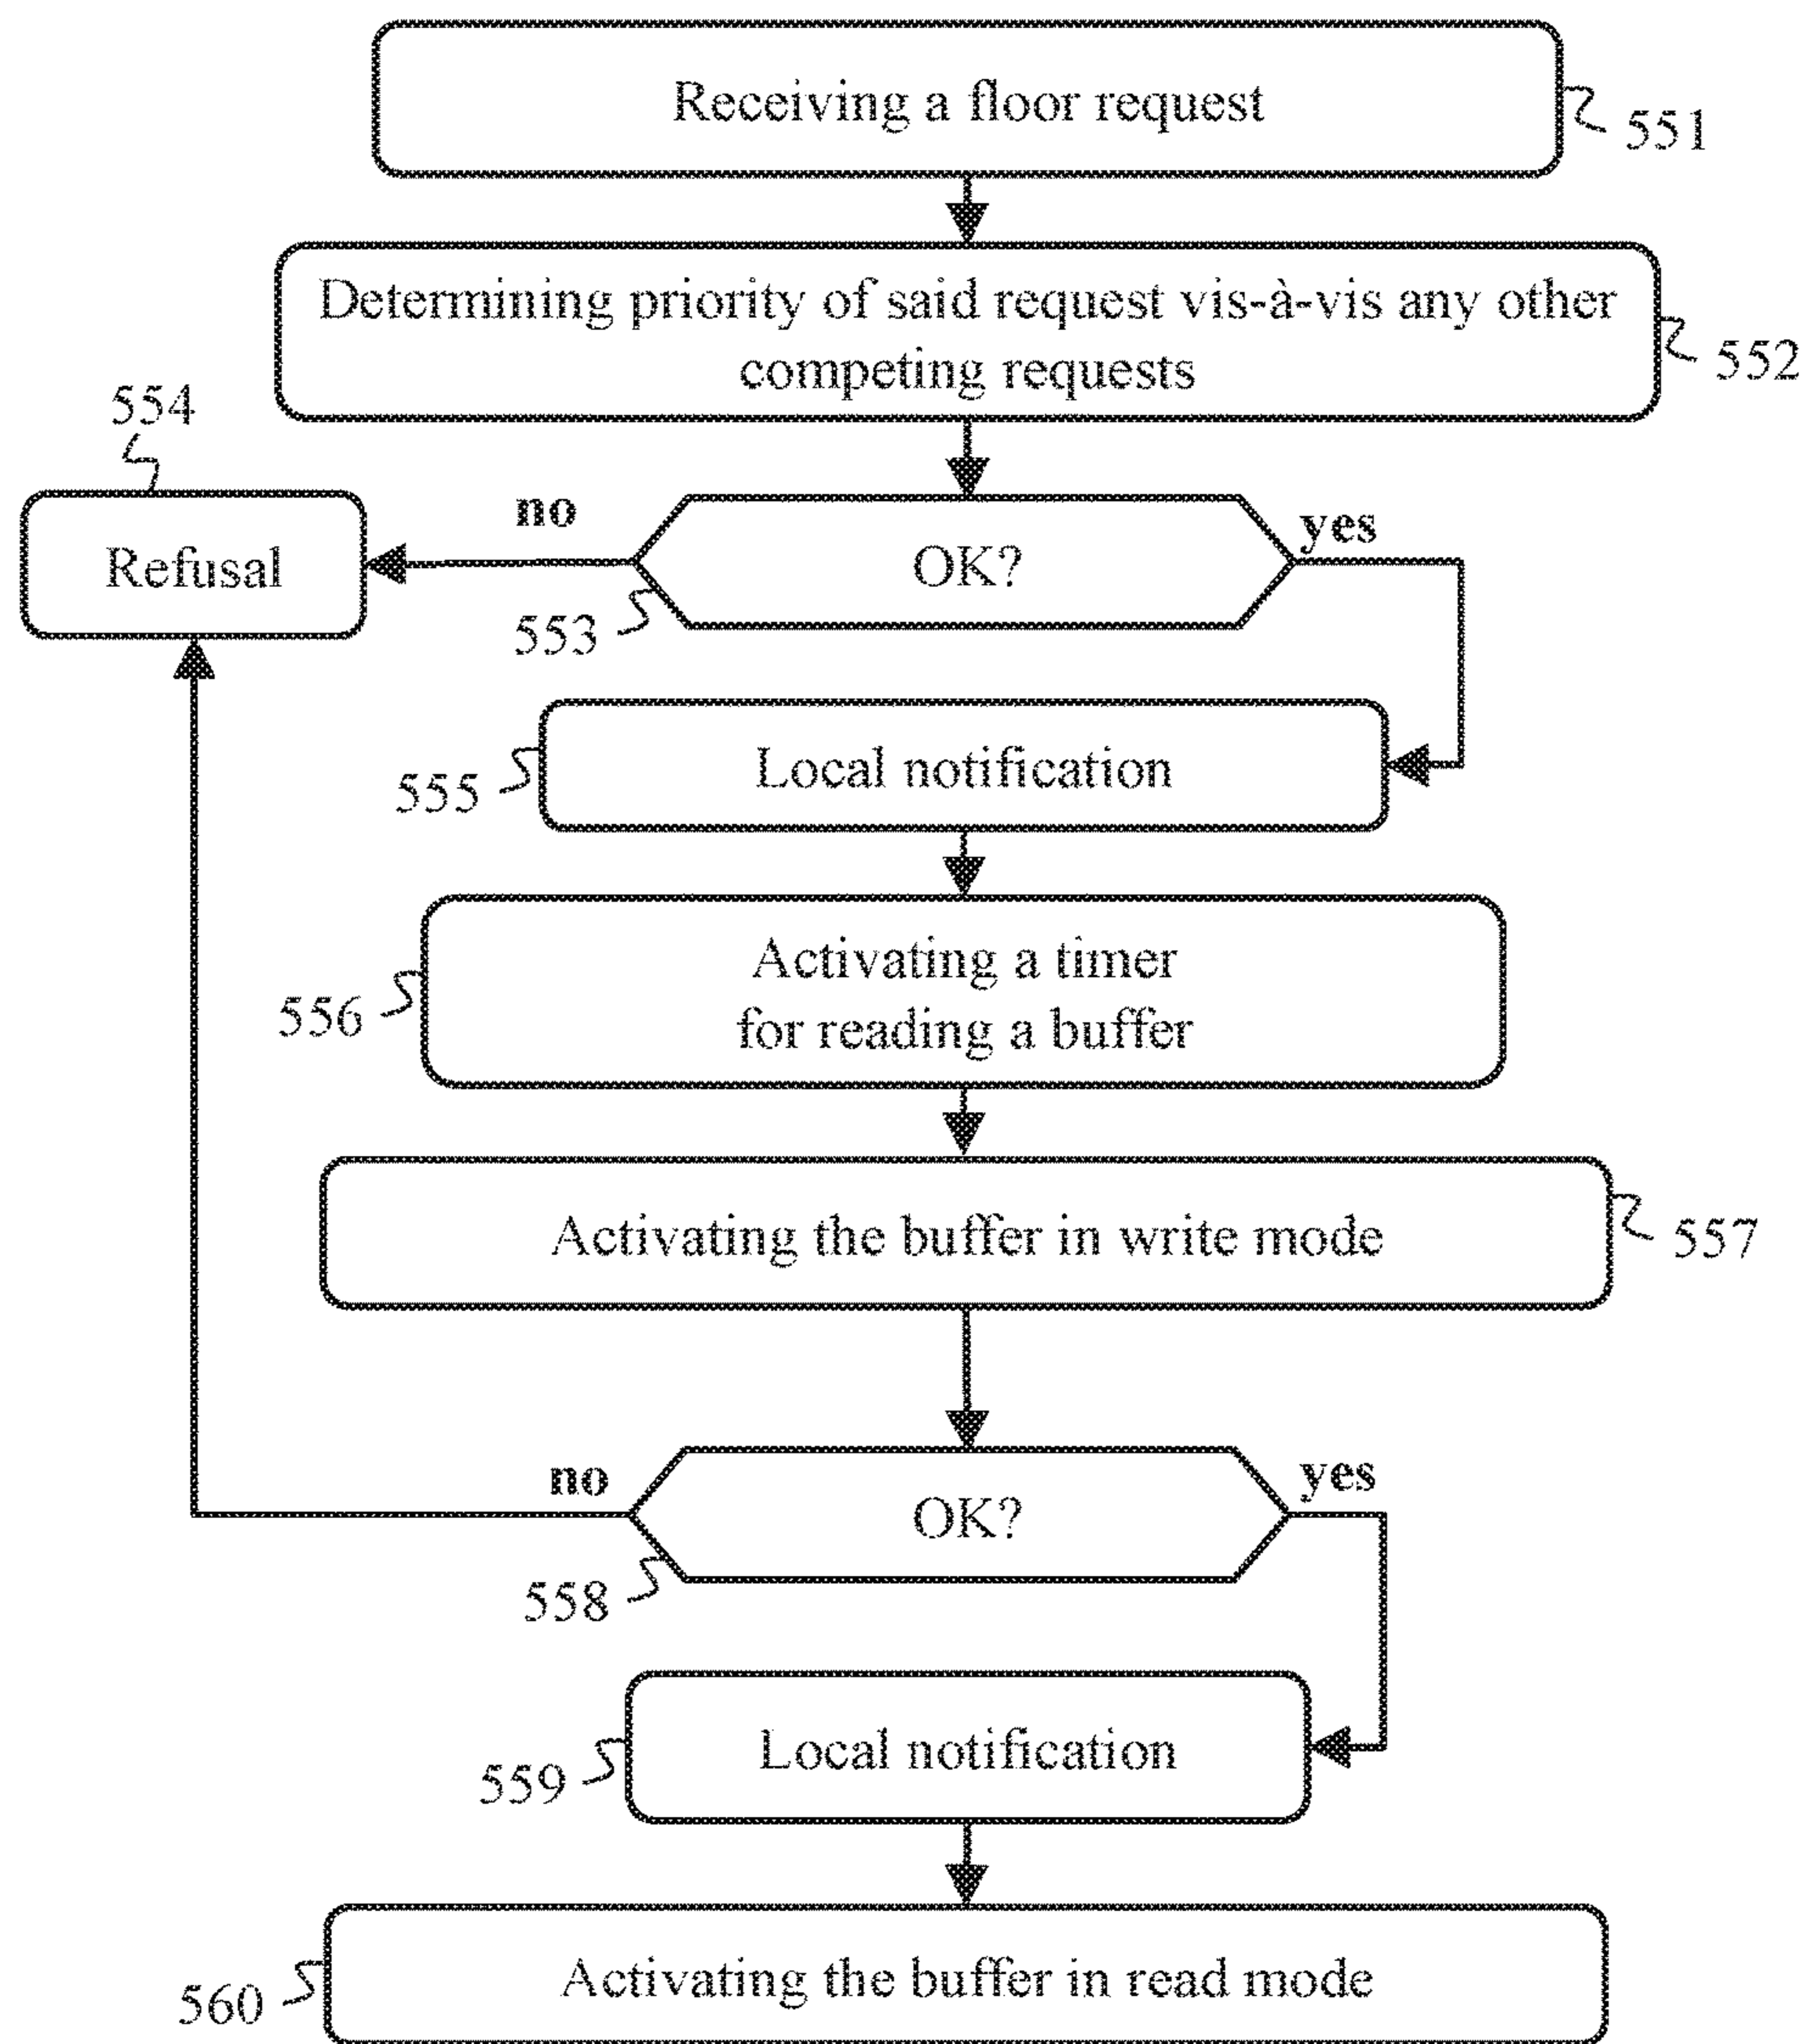 Receiving a floor request
551
Determining priority of said request vis-à-vis any other
competing requests
552
554
Refusal
no
OK?
yes
553
Local notification
555
Activating a timer
for reading a buffer
556
Activating the buffer in write mode
557
no
OK?
yes
558
Local notification
559
Activating the buffer in read mode
560